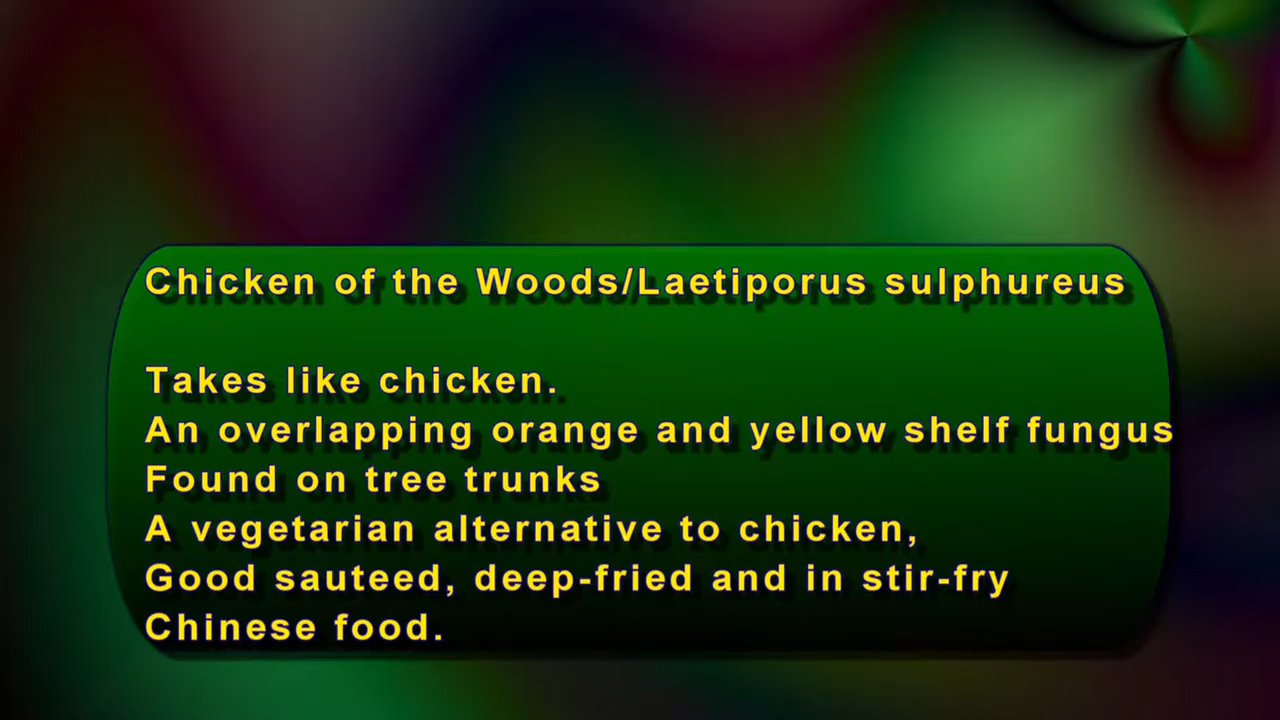 Chicken of the Woods/Laetiporus sulphureus
Takes like chicken.
An overlapping orange and yellow shelf fungus
Found on tree trunks
A vegetarian alternative to chicken,
Good sauteed, deep-fried and in stir-fry
Chinese food.